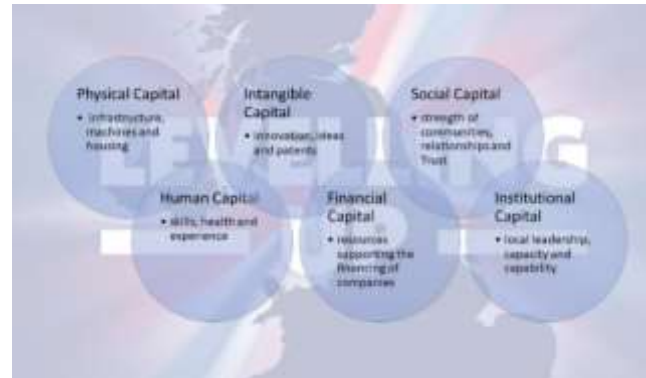 Physical Capital
• infrastructure,
machines and
housing
Intangible
Capital
• innovation, ideas
and patents
Social Capital
• strength of
communities,
relationships and
Trust
Human Capital
• skills, health and
experience
Financial
Capital
• resources
supporting the
financing of
companies
Institutional
Capital
• local leadership,
capacity and
capability
LEVELLING
UP